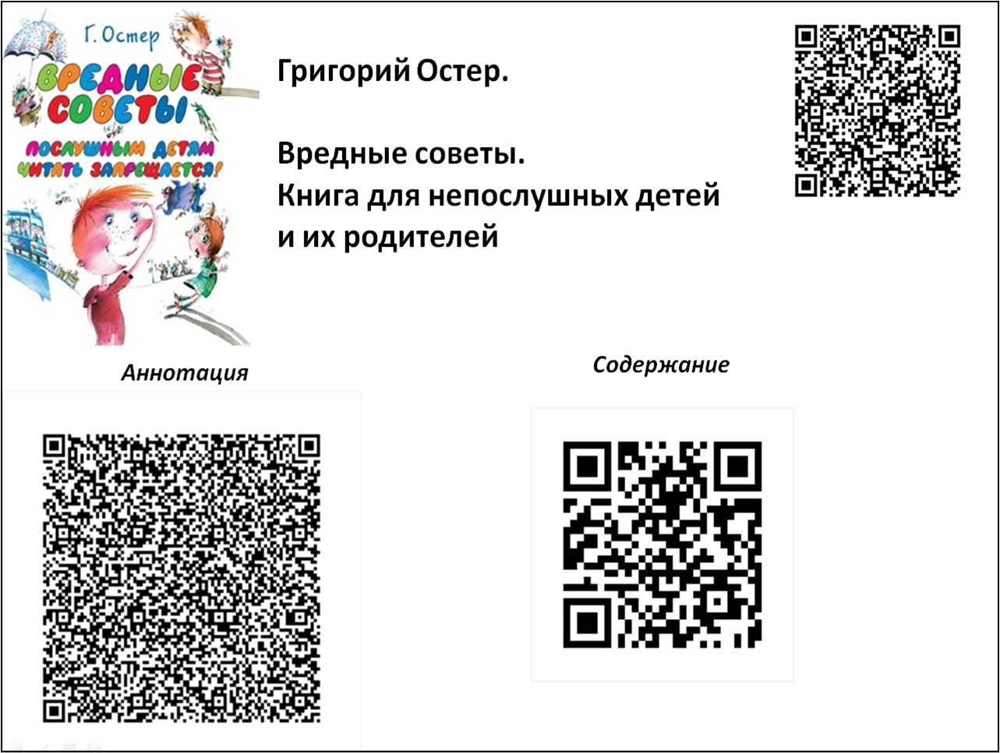 Г. Остер
ВРЕДНЫЕ
СОВЕТЫ
ПОСЛУШНЫМ ДЕТЯМ
ЧИТАТЬ ЗАПРЕЩАЕТСЯ!
Григорий Остер.
Вредные советы.
Книга для непослушных детей
и их родителей
Аннотация
Содержание